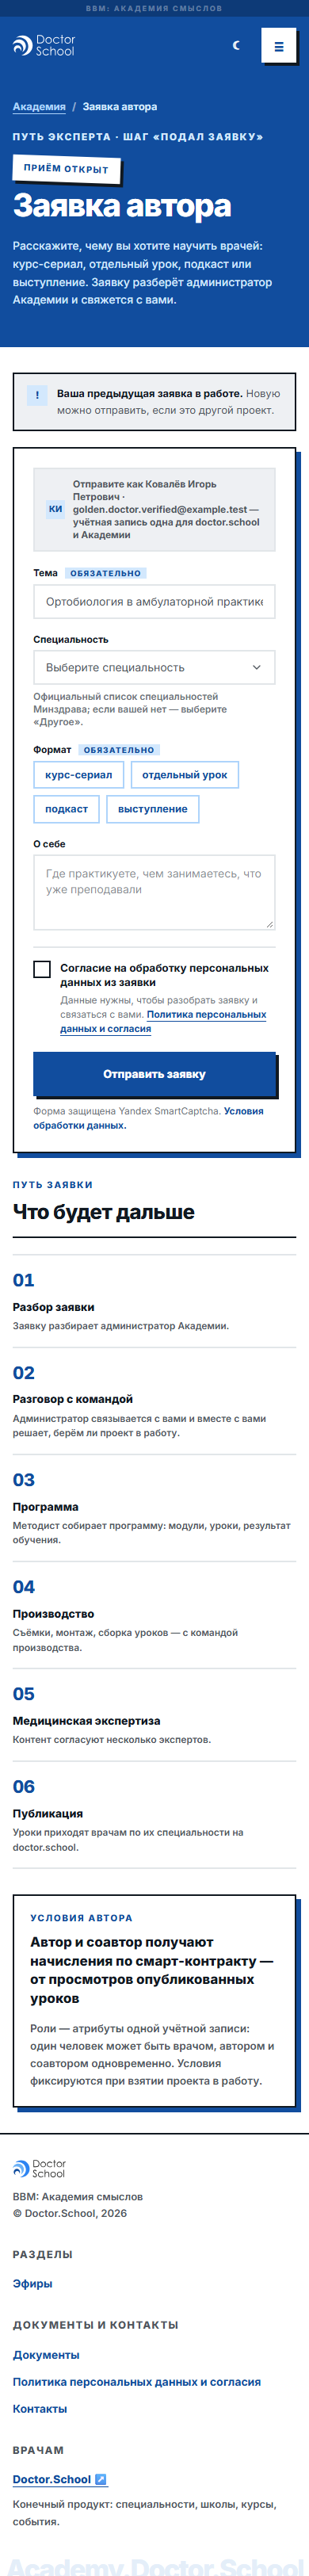 ВВМ: АКАДЕМИЯ СМЫСЛОВ
Doctor
School
Академия / Заявка автора
ПУТЬ ЭКСПЕРТА · ШАГ «ПОДАЛ ЗАЯВКУ»
ПРИЁМ ОТКРЫТ
Заявка автора
Расскажите, чему вы хотите научить врачей:
курс-сериал, отдельный урок, подкаст или
выступление. Заявку разберёт администратор
Академии и свяжется с вами.
! Ваша предыдущая заявка в работе. Новую
можно отправить, если это другой проект.
Отправите как Ковалёв Игорь
Петрович ·
КИ golden.doctor.verified@example.test —
учётная запись одна для doctor.school
и Академии
Тема ОБЯЗАТЕЛЬНО
Ортобиология в амбулаторной практике
Специальность
Выберите специальность
Официальный список специальностей
Минздрава; если вашей нет — выберите
«Другое».
Формат ОБЯЗАТЕЛЬНО
курс-сериал отдельный урок
подкаст выступление
О себе
Где практикуете, чем занимаетесь, что
уже преподавали
Согласие на обработку персональных
данных из заявки
Данные нужны, чтобы разобрать заявку и
связаться с вами. Политика персональных
данных и согласия
Отправить заявку
Форма защищена Yandex SmartCaptcha. Условия
обработки данных.
ПУТЬ ЗАЯВКИ
Что будет дальше
01
Разбор заявки
Заявку разбирает администратор Академии.
02
Разговор с командой
Администратор связывается с вами и вместе с вами
решает, берём ли проект в работу.
03
Программа
Методист собирает программу: модули, уроки, результат
обучения.
04
Производство
Съёмки, монтаж, сборка уроков — с командой
производства.
05
Медицинская экспертиза
Контент согласуют несколько экспертов.
06
Публикация
Уроки приходят врачам по их специальности на
doctor.school.
УСЛОВИЯ АВТОРА
Автор и соавтор получают
начисления по смарт-контракту —
от просмотров опубликованных
уроков
Роли — атрибуты одной учётной записи:
один человек может быть врачом, автором и
соавтором одновременно. Условия
фиксируются при взятии проекта в работу.
Doctor
School
ВВМ: Академия смыслов
© Doctor.School, 2026
РАЗДЕЛЫ
Эфиры
ДОКУМЕНТЫ И КОНТАКТЫ
Документы
Политика персональных данных и согласия
Контакты
ВРАЧАМ
Doctor.School ↗
Конечный продукт: специальности, школы, курсы,
события.
Academy.Doctor.School